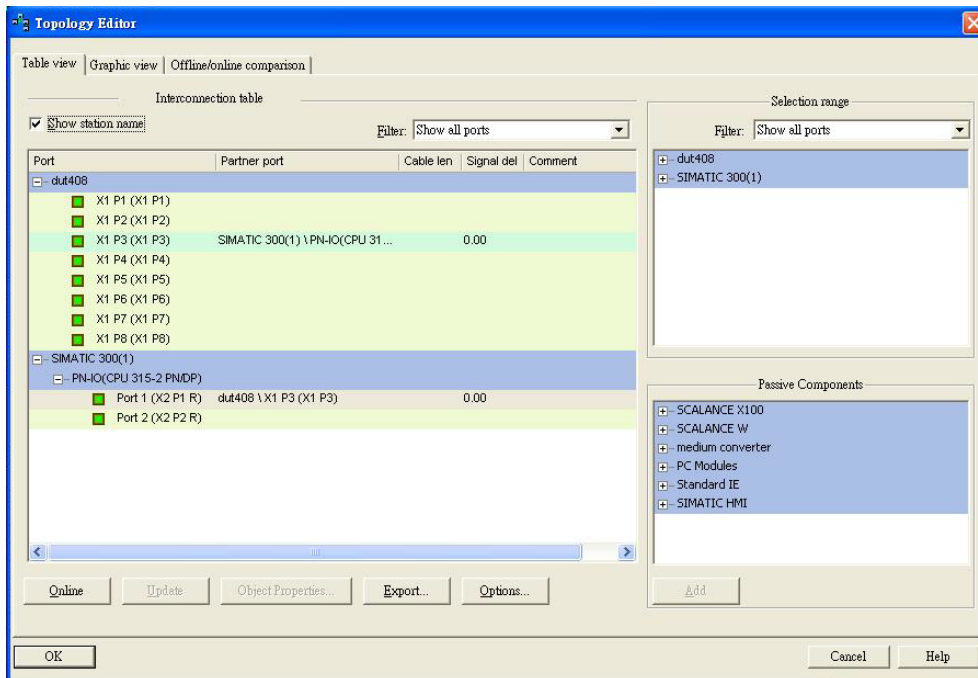 Topology Editor
Table view Graphic view Offline/online comparison
Interconnection table
Show station name
Filter: Show all ports
Port Partner port Cable len Signal del Comment
dut408
X1 P1 (X1 P1)
X1 P2 (X1 P2)
X1 P3 (X1 P3) SIMATIC 300(1) \ PN-IO(CPU 31... 0.00
X1 P4 (X1 P4)
X1 P5 (X1 P5)
X1 P6 (X1 P6)
X1 P7 (X1 P7)
X1 P8 (X1 P8)
SIMATIC 300(1)
PN-IO(CPU 315-2 PN/DP)
Port 1 (X2 P1 R) dut408 \ X1 P3 (X1 P3) 0.00
Port 2 (X2 P2 R)
Online Update Object Properties... Export... Options...
Selection range
Filter: Show all ports
dut408
SIMATIC 300(1)
Passive Components
SCALANCE X100
SCALANCE W
medium converter
PC Modules
Standard IE
SIMATIC HMI
Add
OK Cancel Help